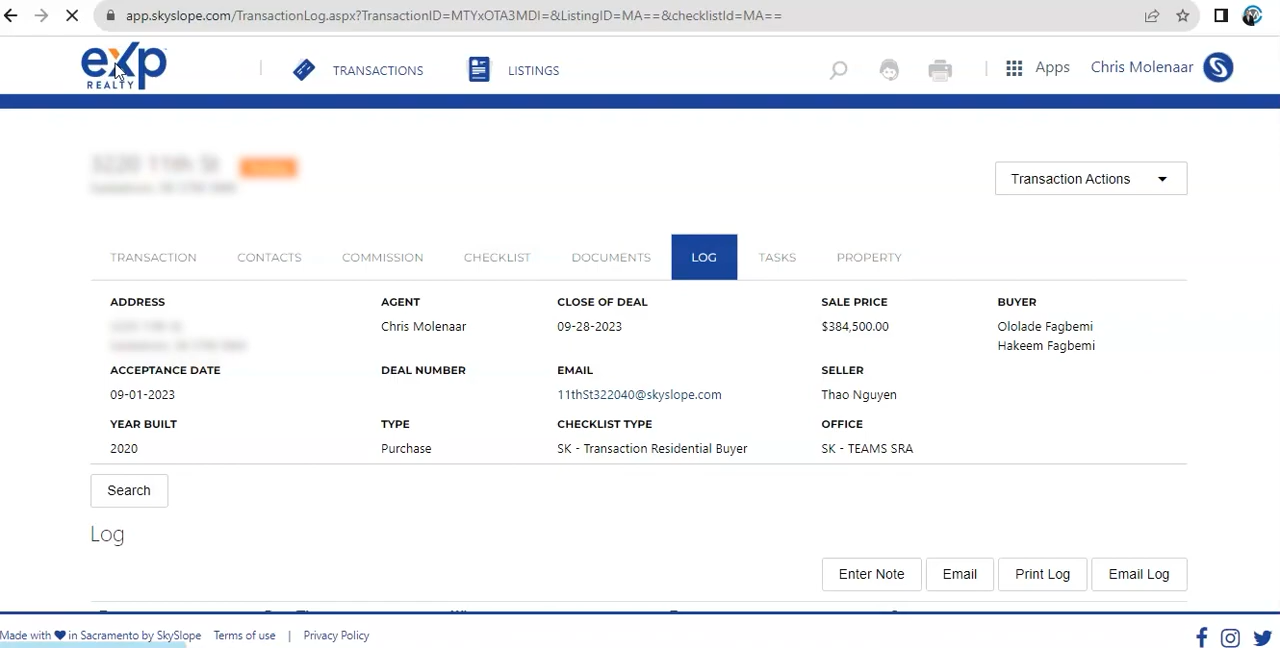 app.skyslope.com/TransactionLog.aspx?TransactionID=MTYxOTA3MDI=&ListingID=MA==&checklistId=MA==
eXp
REALTY
TRANSACTIONS
LISTINGS
Apps
Chris Molenaar
Transaction Actions
TRANSACTION
CONTACTS
COMMISSION
CHECKLIST
DOCUMENTS
LOG
TASKS
PROPERTY
ADDRESS
AGENT
CLOSE OF DEAL
SALE PRICE
BUYER
Chris Molenaar
09-28-2023
$384,500.00
Ololade Fagbemi
Hakeem Fagbemi
ACCEPTANCE DATE
DEAL NUMBER
EMAIL
SELLER
09-01-2023
11thSt322040@skyslope.com
Thao Nguyen
YEAR BUILT
TYPE
CHECKLIST TYPE
OFFICE
2020
Purchase
SK - Transaction Residential Buyer
SK - TEAMS SRA
Search
Log
Enter Note
Email
Print Log
Email Log
Made with in Sacramento by SkySlope
Terms of use
|
Privacy Policy